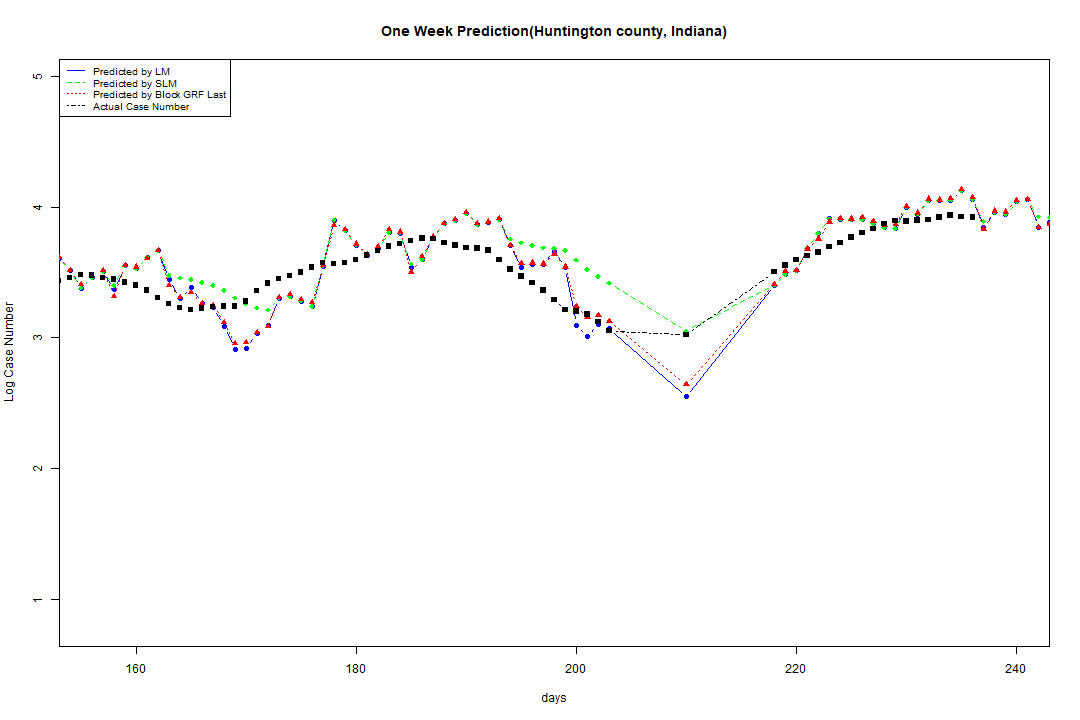 One Week Prediction(Huntington county, Indiana)
Predicted by LM
Predicted by SLM
Predicted by Block GRF Last
Actual Case Number
5
4
3
2
1
Log Case Number
160 180 200 220 240
days